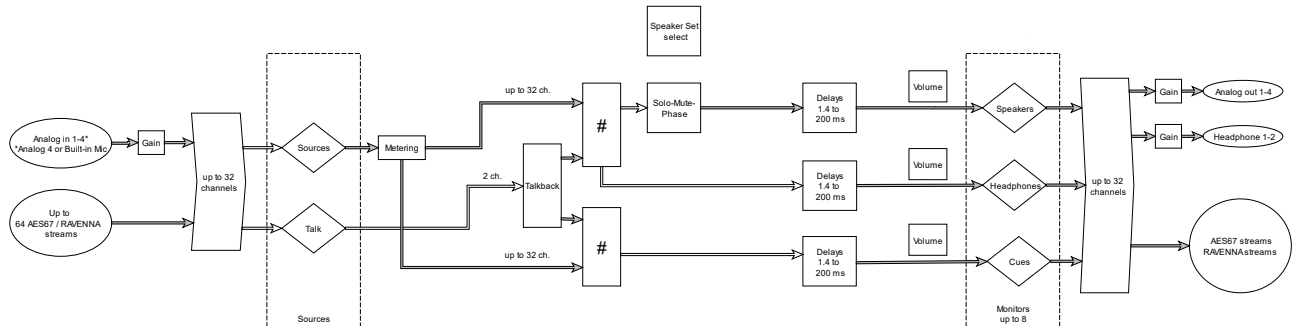 Speaker Set
select
Analog in 1-4*
*Analog 4 or Built-in Mic
Gain
Up to
64 AES67 / RAVENNA
streams
up to 32
channels
Sources
Talk
Sources
Metering
up to 32 ch.
2 ch.
up to 32 ch.
Talkback
#
#
Solo-Mute-
Phase
Delays
1.4 to
200 ms
Delays
1.4 to
200 ms
Delays
1.4 to
200 ms
Volume
Volume
Volume
Speakers
Headphones
Cues
Monitors
up to 8
up to 32
channels
Gain
Gain
Analog out 1-4
Headphone 1-2
AES67 streams
RAVENNA streams